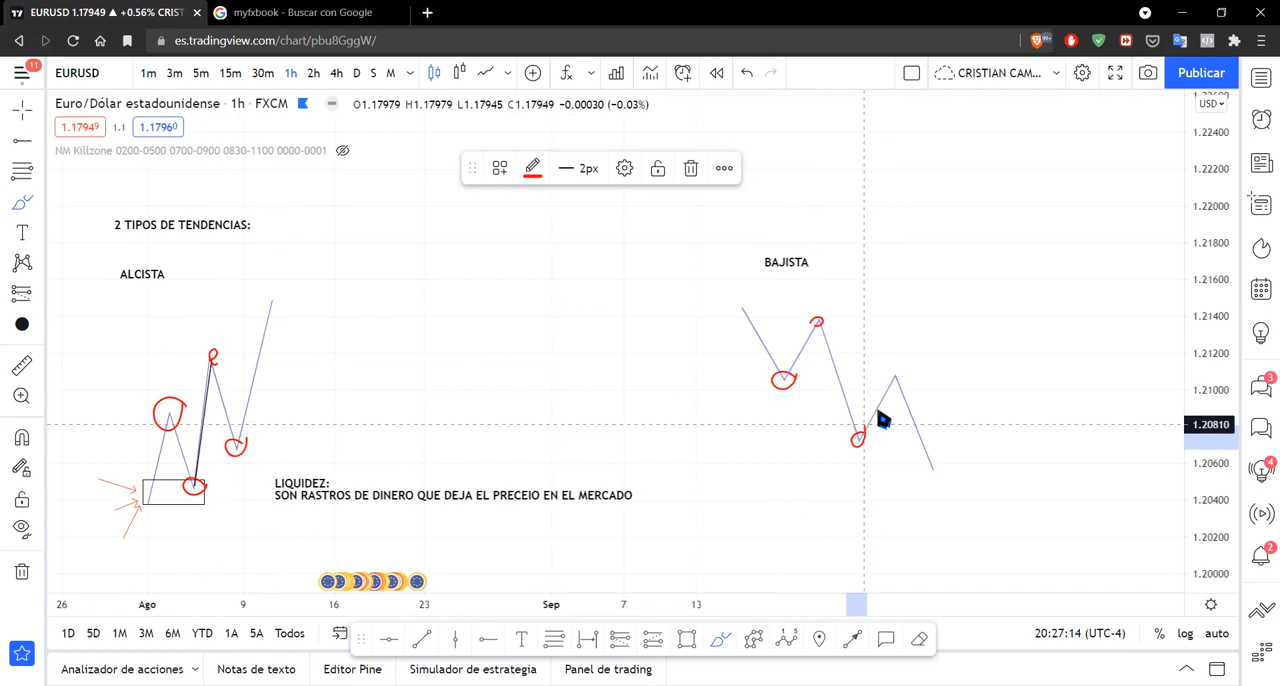 EURUSD 1.17949 ▲ +0.56% CRIST
myfxbook - Buscar con Google
es.tradingview.com/chart/pbu8GggW/
99+
11
EURUSD
1m 3m 5m 15m 30m 1h 2h 4h D S M
CRISTIAN CAM...
Publicar
Euro/Dólar estadounidense · 1h · FXCM
O1.17979 H1.17979 L1.17945 C1.17949 −0.00030 (−0.03%)
1.17949 1.1 1.17960
NM Killzone 0200-0500 0700-0900 0830-1100 0000-0001
USD
2px
2 TIPOS DE TENDENCIAS:
ALCISTA
BAJISTA
LIQUIDEZ:
SON RASTROS DE DINERO QUE DEJA EL PRECEIO EN EL MERCADO
1.22400
1.22200
1.22000
1.21800
1.21600
1.21400
1.21200
1.21000
1.20810
1.20600
1.20400
1.20200
1.20000
3
4
2
26 Ago 9 16 23 Sep 7 13
1D 5D 1M 3M 6M YTD 1A 5A Todos
20:27:14 (UTC-4)
% log auto
Analizador de acciones
Notas de texto
Editor Pine
Simulador de estrategia
Panel de trading